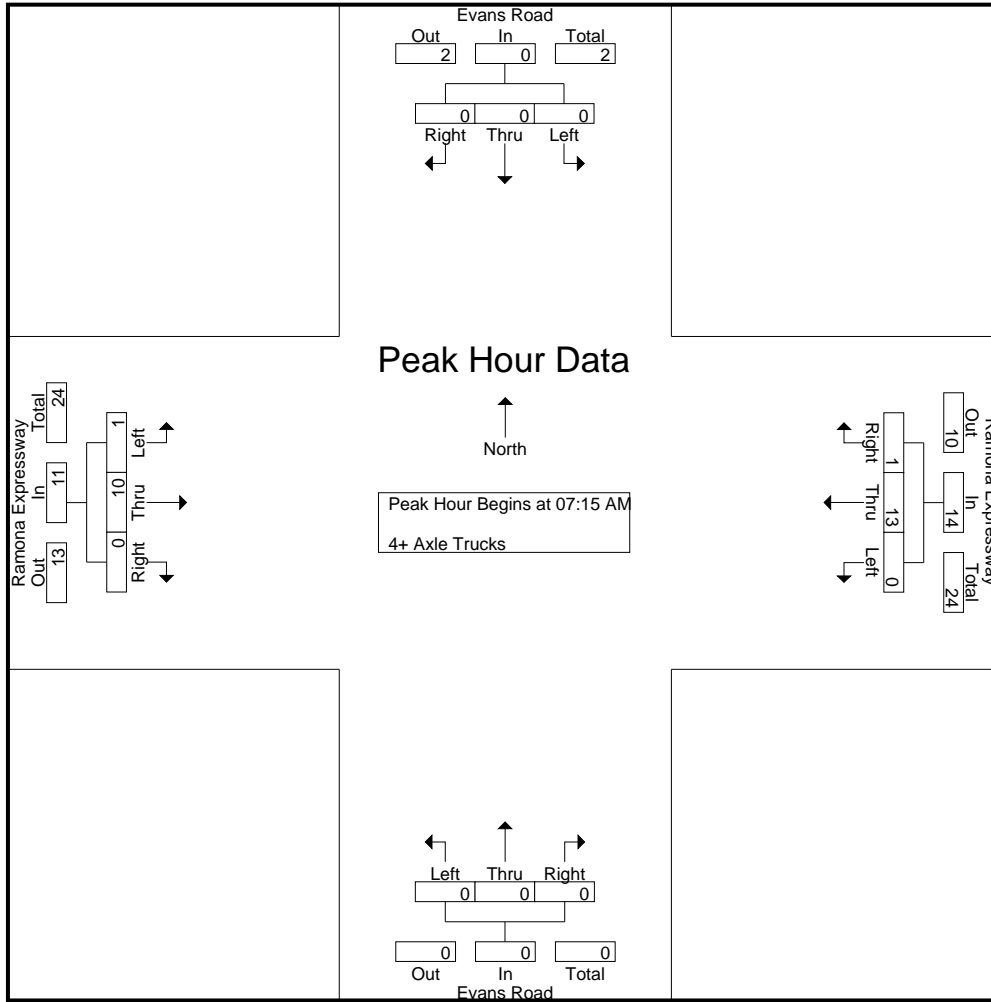 Evans Road
Out In Total
2 0 2
0 0 0
Right Thru Left
Peak Hour Data
North
Peak Hour Begins at 07:15 AM
4+ Axle Trucks
Ramona Expressway
Total In Out
24 11 13
1 10 0
Left Thru Right
Right Thru Left
1 13 0
10 14 24
Out In Total
Ramona Expressway
Left Thru Right
0 0 0
0 0 0
Out In Total
Evans Road